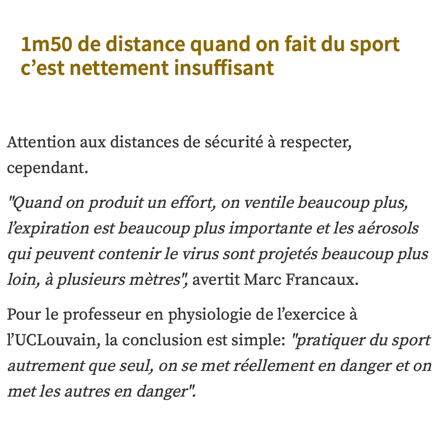 1m50 de distance quand on fait du sport
c’est nettement insuffisant
Attention aux distances de sécurité à respecter,
cependant.
"Quand on produit un effort, on ventile beaucoup plus,
l’expiration est beaucoup plus importante et les aérosols
qui peuvent contenir le virus sont projetés beaucoup plus
loin, à plusieurs mètres", avertit Marc Francaux.
Pour le professeur en physiologie de l’exercice à
l’UCLouvain, la conclusion est simple: "pratiquer du sport
autrement que seul, on se met réellement en danger et on
met les autres en danger".